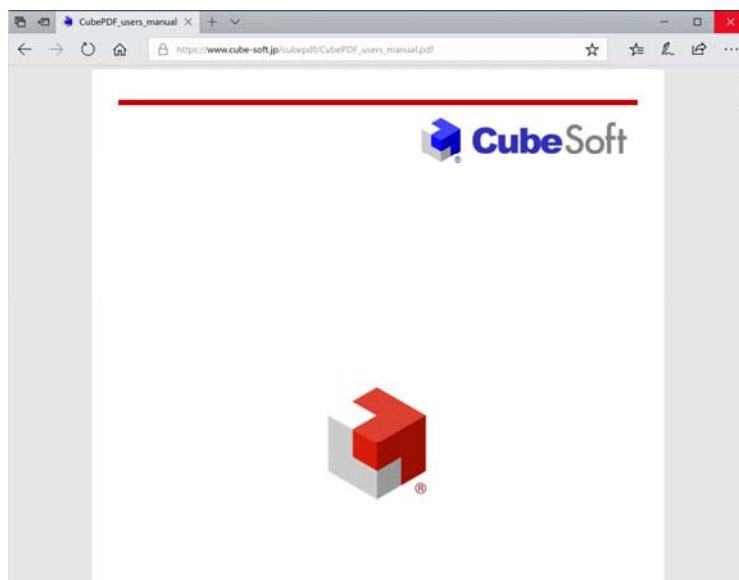 CubePDF_users_manual
https://www.cube-soft.jp/cubepdf/CubePDF_users_manual.pdf
CubeSoft
®
®